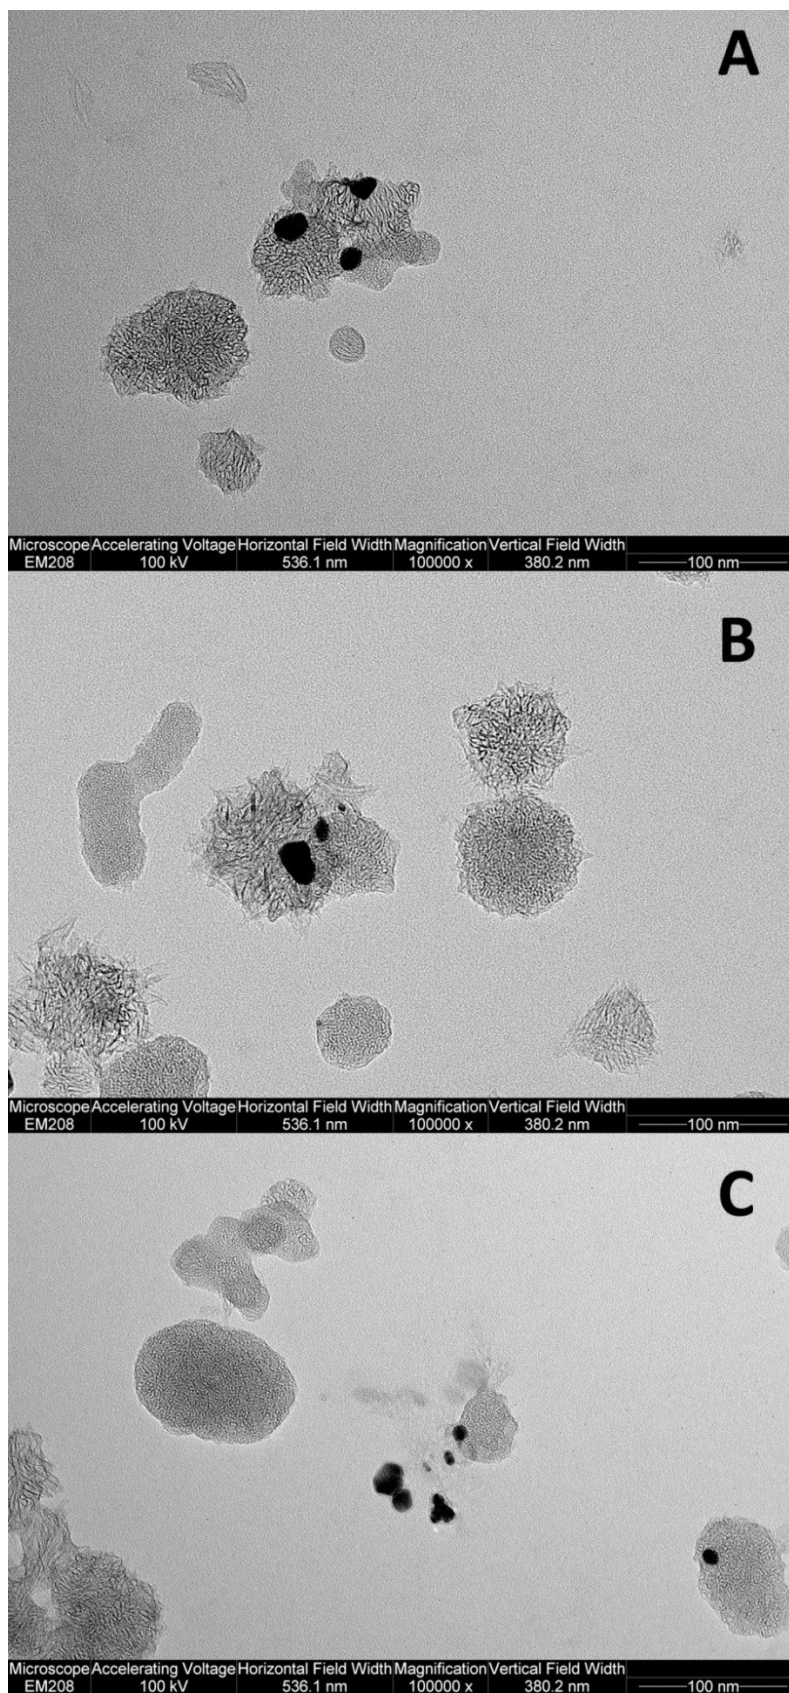 A
Microscope Accelerating Voltage Horizontal Field Width Magnification Vertical Field Width
EM208 100 kV 536.1 nm 100000 x 380.2 nm 100 nm
B
Microscope Accelerating Voltage Horizontal Field Width Magnification Vertical Field Width
EM208 100 kV 536.1 nm 100000 x 380.2 nm 100 nm
C
Microscope Accelerating Voltage Horizontal Field Width Magnification Vertical Field Width
EM208 100 kV 536.1 nm 100000 x 380.2 nm 100 nm